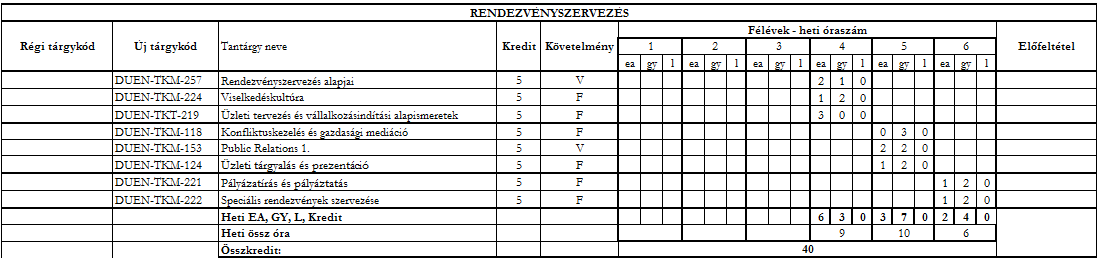 RENDEZVÉNYSZERVEZÉS
Régi tárgykód Új tárgykód Tantárgy neve Kredit Követelmény Félévek - heti óraszám Előfeltétel
1 2 3 4 5 6
ea gy l ea gy l ea gy l ea gy l ea gy l ea gy l
DUEN-TKM-257 Rendezvényszervezés alapjai 5 V 2 1 0
DUEN-TKM-224 Viselkedéskultúra 5 F 1 2 0
DUEN-TKT-219 Üzleti tervezés és vállalkozásindítási alapismeretek 5 F 3 0 0
DUEN-TKM-118 Konfliktuskezelés és gazdasági mediáció 5 F 0 3 0
DUEN-TKM-153 Public Relations 1. 5 V 2 2 0
DUEN-TKM-124 Üzleti tárgyalás és prezentáció 5 F 1 2 0
DUEN-TKM-221 Pályázatírás és pályáztatás 5 F 1 2 0
DUEN-TKM-222 Speciális rendezvények szervezése 5 F 1 2 0
Heti EA, GY, L, Kredit 6 3 0 3 7 0 2 4 0
Heti össz óra 9 10 6
Összkredit: 40